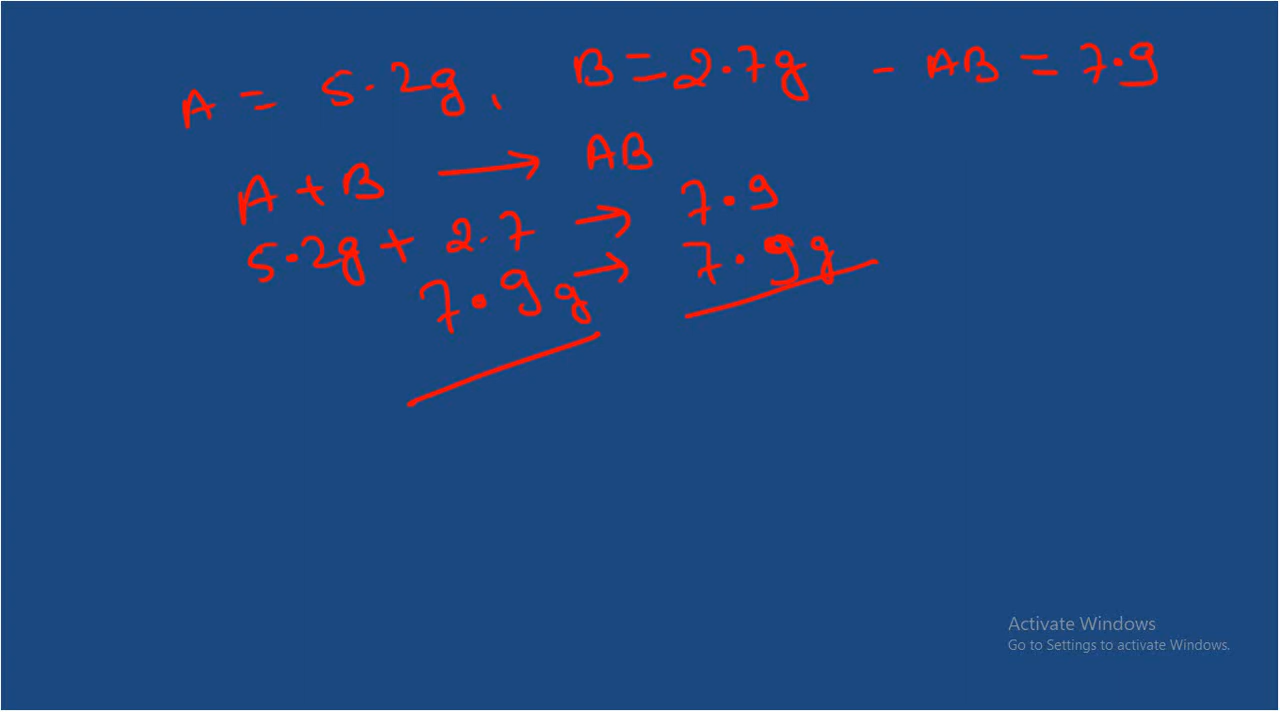 A = 5.2g, B = 2.7g - AB = 7.9
A + B → AB
5.2g + 2.7 → 7.9
7.9g → 7.9g
Activate Windows
Go to Settings to activate Windows.